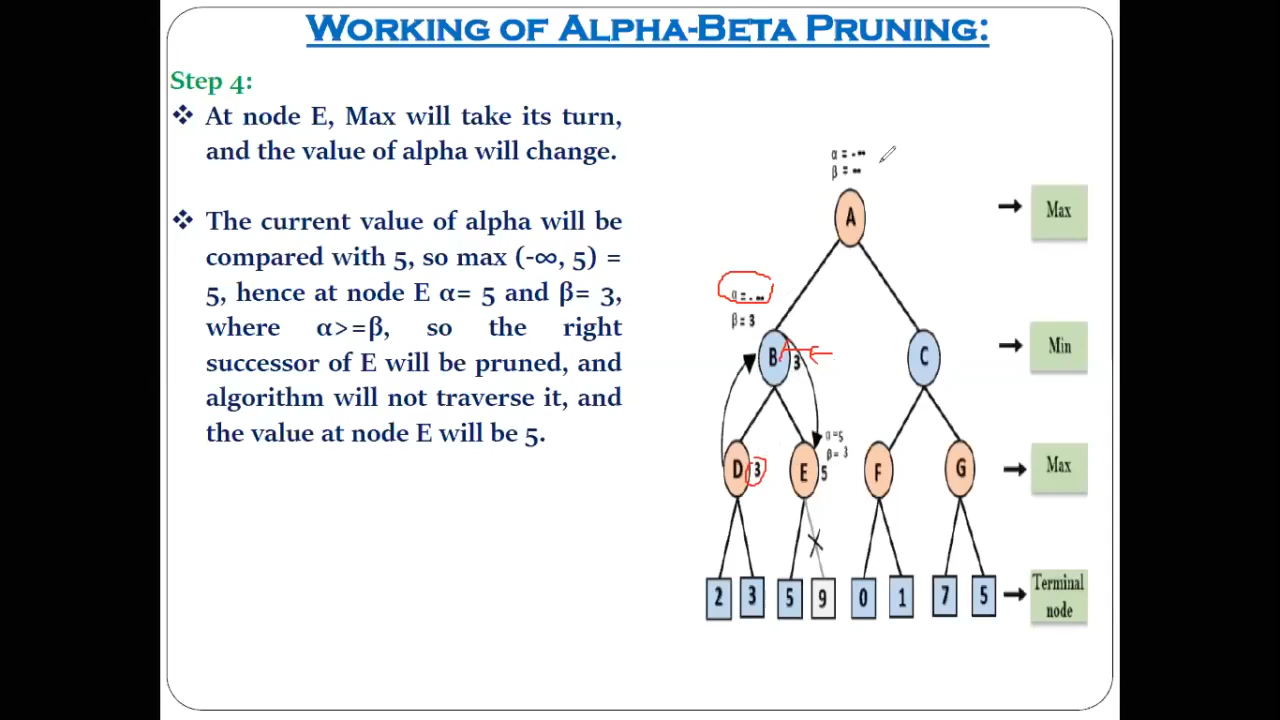 WORKING OF ALPHA-BETA PRUNING:
Step 4:
❖ At node E, Max will take its turn,
and the value of alpha will change.
❖ The current value of alpha will be
compared with 5, so max (-∞, 5) =
5, hence at node E α= 5 and β= 3,
where α>=β, so the right
successor of E will be pruned, and
algorithm will not traverse it, and
the value at node E will be 5.
α = - ∞
β = ∞
A
Max
α = - ∞
β = 3
B
3
C
Min
α =5
β = 3
D
3
E
5
F
G
Max
2
3
5
9
0
1
7
5
Terminal
node